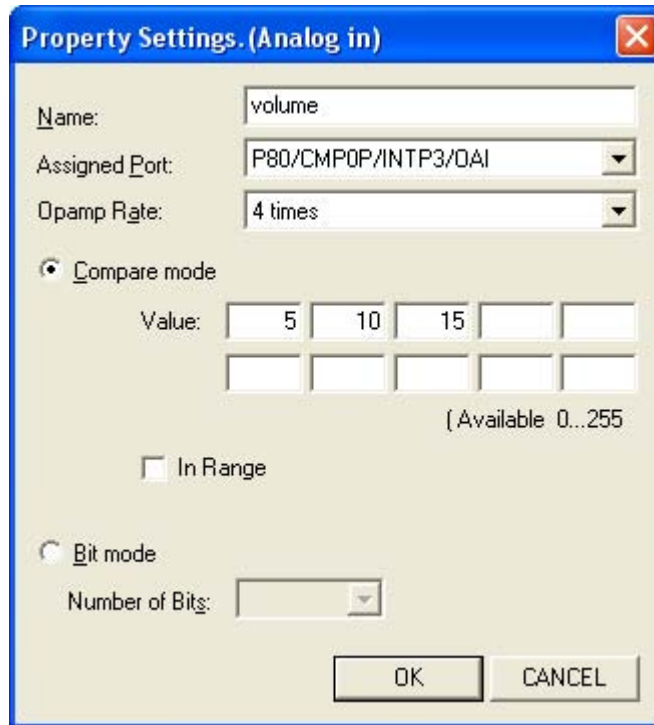 Property Settings.(Analog in)
Name: volume
Assigned Port: P80/CMP0P/INTP3/OAI
Opamp Rate: 4 times
Compare mode
Value: 5 10 15
( Available 0...255
In Range
Bit mode
Number of Bits:
OK CANCEL